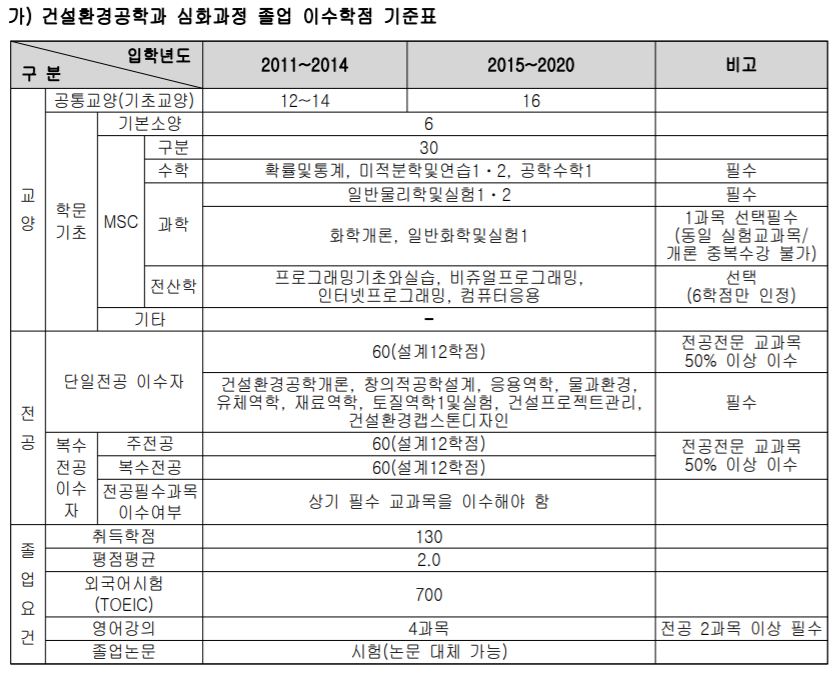 가) 건설환경공학과 심화과정 졸업 이수학점 기준표
입학년도
구 분
2011~2014
2015~2020
비고
교양
공통교양(기초교양)
12~14
16
학문
기초
기본소양
6
MSC
구분
30
수학
확률및통계, 미적분학및연습1·2, 공학수학1
필수
과학
일반물리학및실험1·2
필수
화학개론, 일반화학및실험1
1과목 선택필수
(동일 실험교과목/
개론 중복수강 불가)
전산학
프로그래밍기초와실습, 비쥬얼프로그래밍,
인터넷프로그래밍, 컴퓨터응용
선택
(6학점만 인정)
기타
-
전공
단일전공 이수자
60(설계12학점)
전공전문 교과목
50% 이상 이수
건설환경공학개론, 창의적공학설계, 응용역학, 물과환경,
유체역학, 재료역학, 토질역학1및실험, 건설프로젝트관리,
건설환경캡스톤디자인
필수
복수
전공
이수
자
주전공
60(설계12학점)
전공전문 교과목
50% 이상 이수
복수전공
60(설계12학점)
전공필수과목
이수여부
상기 필수 교과목을 이수해야 함
졸업요건
취득학점
130
평점평균
2.0
외국어시험
(TOEIC)
700
영어강의
4과목
전공 2과목 이상 필수
졸업논문
시험(논문 대체 가능)